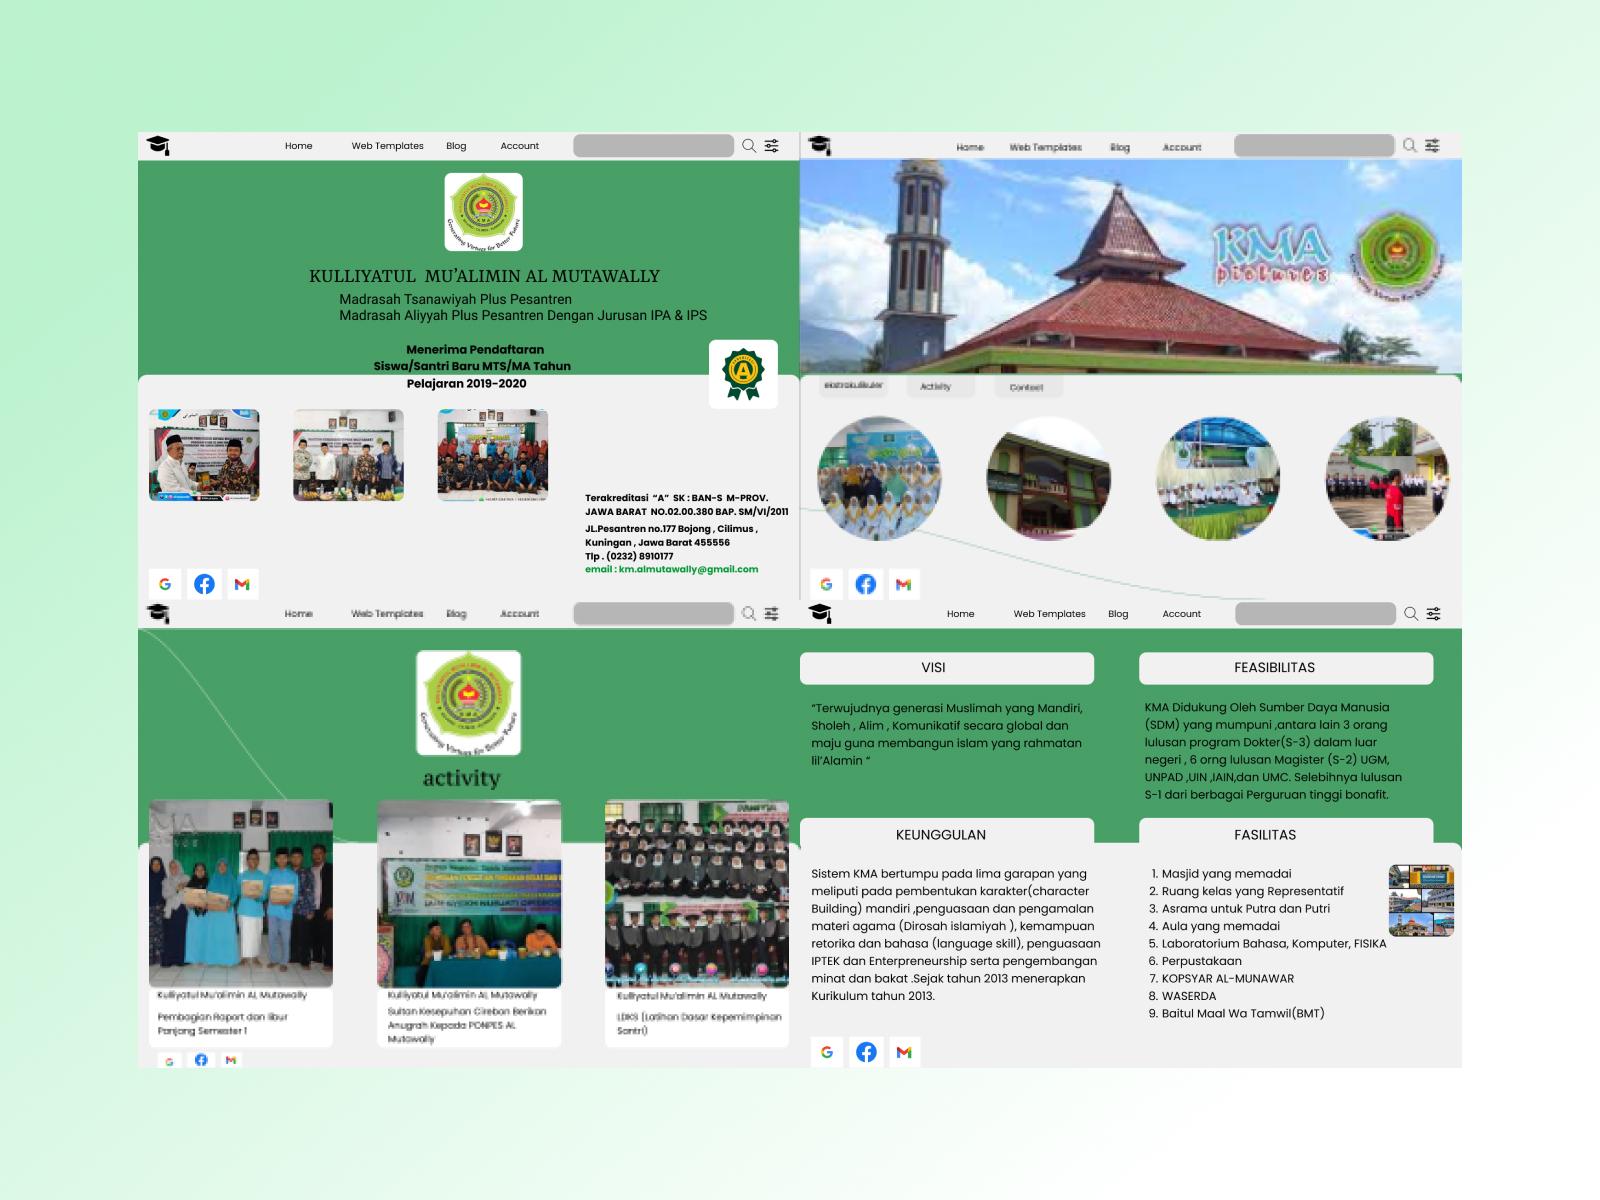 Home Web Templates Blog Account
KMA
Generating Virtues for Better Future
KULLIYATUL MU'ALIMIN AL MUTAWALLY
Madrasah Tsanawiyah Plus Pesantren
Madrasah Aliyyah Plus Pesantren Dengan Jurusan IPA & IPS
Menerima Pendaftaran
Siswa/Santri Baru MTS/MA Tahun
Pelajaran 2019-2020
A
Terakreditasi “A” SK : BAN-S M-PROV.
JAWA BARAT NO.02.00.380 BAP. SM/VI/2011
JL.Pesantren no.177 Bojong , Cilimus ,
Kuningan , Jawa Barat 455556
Tlp . (0232) 8910177
email : km.almutawally@gmail.com
Home Web Templates Blog Account
KMA
pictures
ekstrakulikuler Activity Contact
Home Web Templates Blog Account
Generating Virtues for Better Future
activity
Kulliyatul Mu'alimin AL Mutawally
Pembagian Raport dan libur
Panjang Semester 1
Kulliyatul Mu'alimin AL Mutawally
Sultan Kesepuhan Cirebon Berikan
Anugrah Kepada PONPES AL
Mutawally
Kulliyatul Mu'alimin AL Mutawally
LDKS (Latihan Dasar Kepemimpinan
Santri)
Home Web Templates Blog Account
VISI
“Terwujudnya generasi Muslimah yang Mandiri,
Sholeh , Alim , Komunikatif secara global dan
maju guna membangun islam yang rahmatan
lil’Alamin “
FEASIBILITAS
KMA Didukung Oleh Sumber Daya Manusia
(SDM) yang mumpuni ,antara lain 3 orang
lulusan program Dokter(S-3) dalam luar
negeri , 6 orng lulusan Magister (S-2) UGM,
UNPAD ,UIN ,IAIN,dan UMC. Selebihnya lulusan
S-1 dari berbagai Perguruan tinggi bonafit.
KEUNGGULAN
Sistem KMA bertumpu pada lima garapan yang
meliputi pada pembentukan karakter(character
Building) mandiri ,penguasaan dan pengamalan
materi agama (Dirosah islamiyah ), kemampuan
retorika dan bahasa (language skill), penguasaan
IPTEK dan Enterpreneurship serta pengembangan
minat dan bakat .Sejak tahun 2013 menerapkan
Kurikulum tahun 2013.
FASILITAS
1. Masjid yang memadai
2. Ruang kelas yang Representatif
3. Asrama untuk Putra dan Putri
4. Aula yang memadai
5. Laboratorium Bahasa, Komputer, FISIKA
6. Perpustakaan
7. KOPSYAR AL-MUNAWAR
8. WASERDA
9. Baitul Maal Wa Tamwil(BMT)